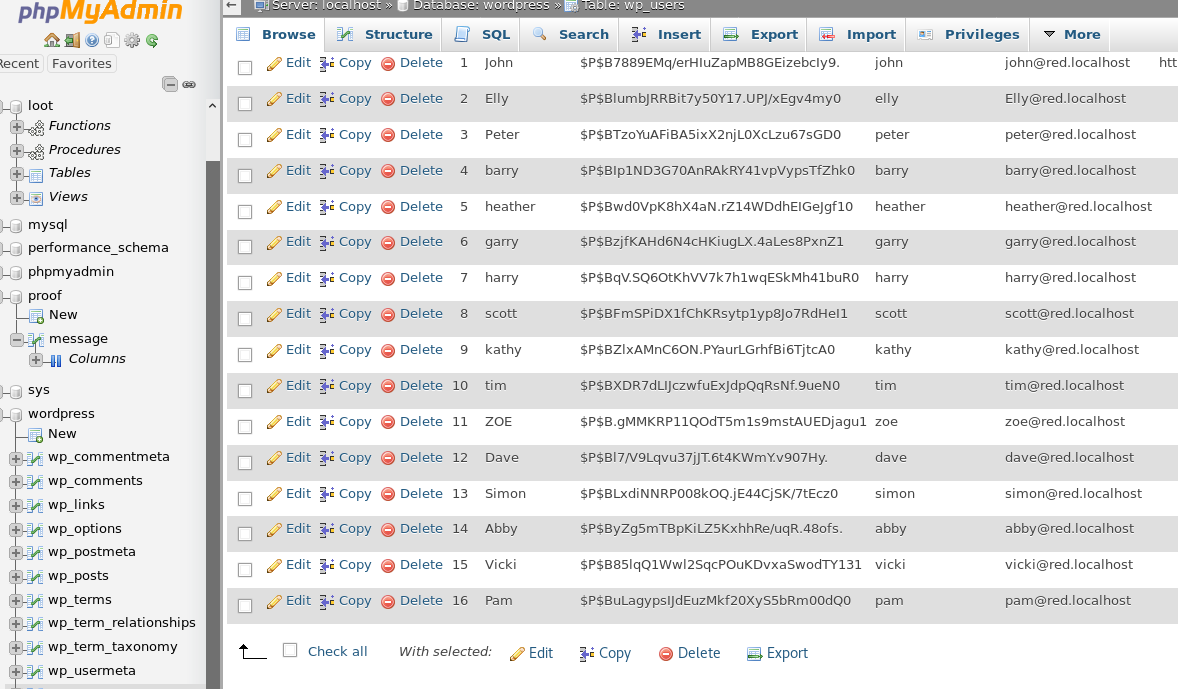 phpMyAdmin
Recent Favorites
loot
Functions
Procedures
Tables
Views
mysql
performance_schema
phpmyadmin
proof
New
message
Columns
sys
wordpress
New
wp_commentmeta
wp_comments
wp_links
wp_options
wp_postmeta
wp_posts
wp_terms
wp_term_relationships
wp_term_taxonomy
wp_usermeta
Server: localhost » Database: wordpress » Table: wp_users
Browse Structure SQL Search Insert Export Import Privileges More
Edit Copy Delete 1 John $P$B7889EMq/erHIuZapMB8GEizebcIy9. john john@red.localhost htt
Edit Copy Delete 2 Elly $P$BlumbJRRBit7y50Y17.UPJ/xEgv4my0 elly Elly@red.localhost
Edit Copy Delete 3 Peter $P$BTzoYuAFiBA5ixX2njL0XcLzu67sGD0 peter peter@red.localhost
Edit Copy Delete 4 barry $P$BIp1ND3G70AnRAkRY41vpVypsTfZhk0 barry barry@red.localhost
Edit Copy Delete 5 heather $P$Bwd0VpK8hX4aN.rZ14WDdhEIGeJgf10 heather heather@red.localhost
Edit Copy Delete 6 garry $P$BzjfKAHd6N4cHKiugLX.4aLes8PxnZ1 garry garry@red.localhost
Edit Copy Delete 7 harry $P$BqV.SQ6OtKhVV7k7h1wqESkMh41buR0 harry harry@red.localhost
Edit Copy Delete 8 scott $P$BFmSPiDX1fChKRsytp1yp8Jo7RdHeI1 scott scott@red.localhost
Edit Copy Delete 9 kathy $P$BZlxAMnC6ON.PYaurLGrhfBi6TjtcA0 kathy kathy@red.localhost
Edit Copy Delete 10 tim $P$BXDR7dLIJczwfuExJdpQqRsNf.9ueN0 tim tim@red.localhost
Edit Copy Delete 11 ZOE $P$B.gMMKRP11QOdT5m1s9mstAUEDjagu1 zoe zoe@red.localhost
Edit Copy Delete 12 Dave $P$Bl7/V9Lqvu37jJT.6t4KWmY.v907Hy. dave dave@red.localhost
Edit Copy Delete 13 Simon $P$BLxdiNNRP008kOQ.jE44CjSK/7tEcz0 simon simon@red.localhost
Edit Copy Delete 14 Abby $P$ByZg5mTBpKiLZ5KxhhRe/uqR.48ofs. abby abby@red.localhost
Edit Copy Delete 15 Vicki $P$B85lqQ1Wwl2SqcPOuKDvxaSwodTY131 vicki vicki@red.localhost
Edit Copy Delete 16 Pam $P$BuLagypsIJdEuzMkf20XyS5bRm00dQ0 pam pam@red.localhost
Check all With selected: Edit Copy Delete Export